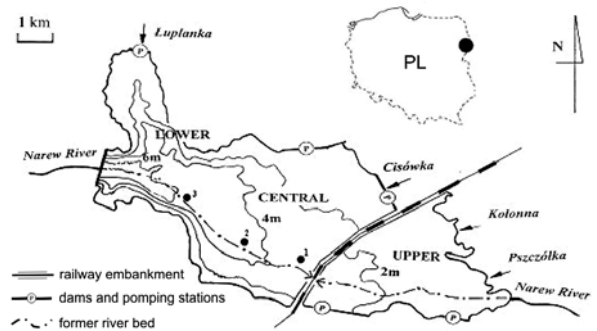 1 km
Łuplanka
PL
N
LOWER
Narew River
6m
P
P
Cisówka
3
CENTRAL
4m
Kolonna
2
1
UPPER
Pszczółka
2m
railway embankment
Narew River
P
dams and pomping stations
P
P
former river bed